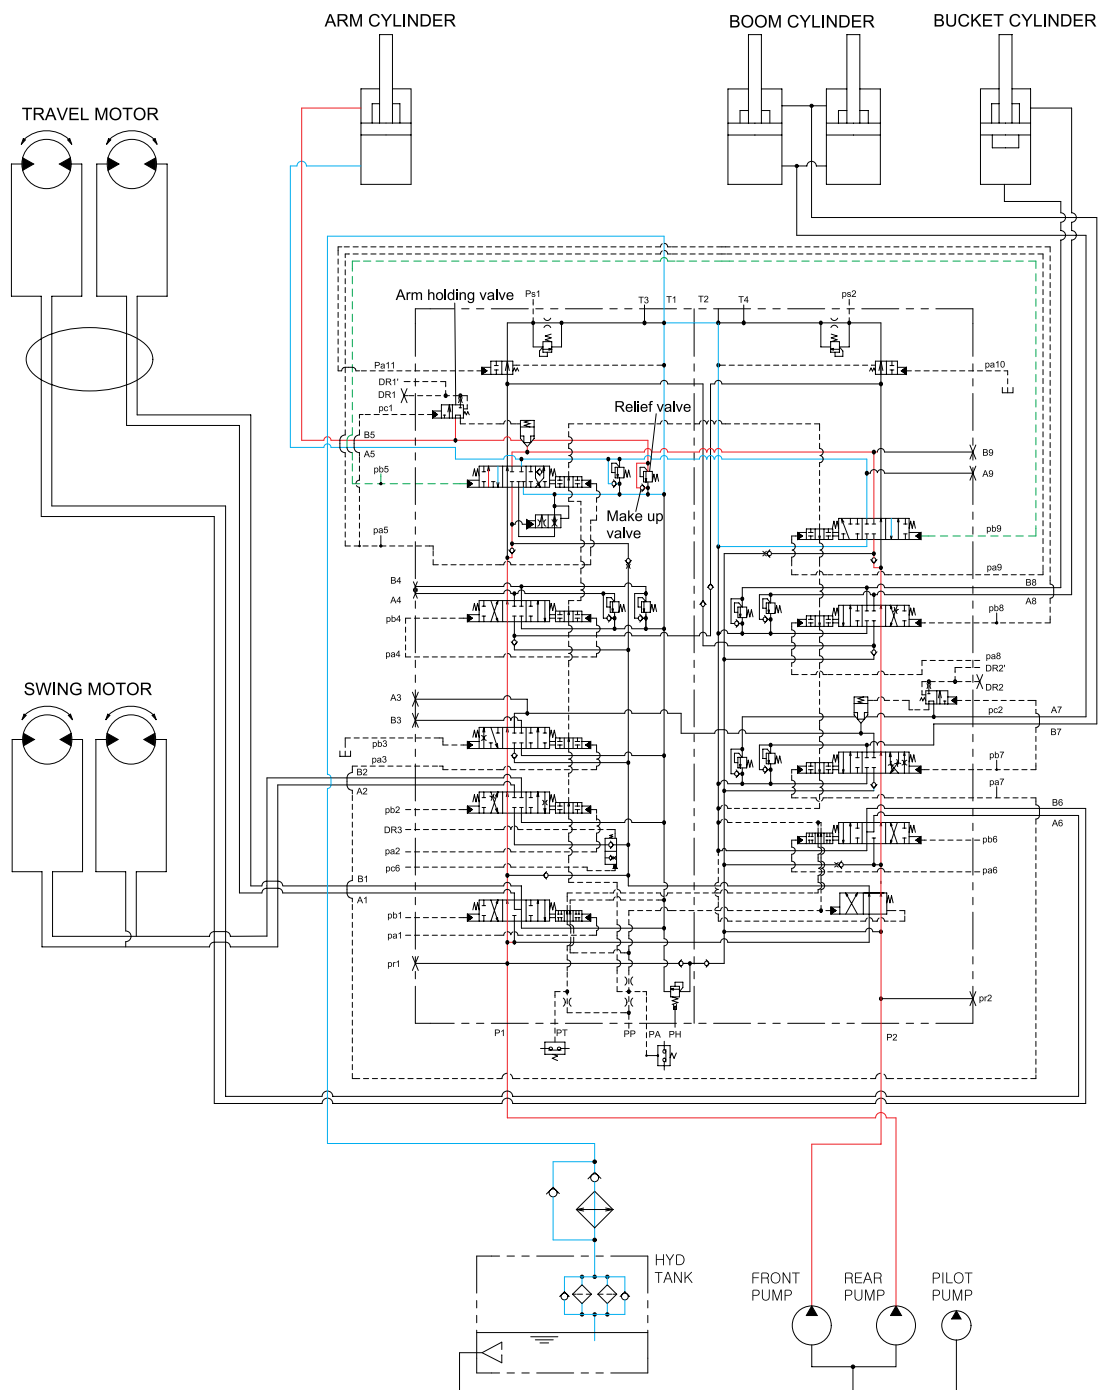 ARM CYLINDER
BOOM CYLINDER
BUCKET CYLINDER
TRAVEL MOTOR
Arm holding valve
Ps1
T3
T1
T2
T4
ps2
Pa11
pa10
DR1'
DR1
pc1
Relief valve
B5
A5
B9
A9
pb5
Make up
valve
pa5
pb9
pa9
B4
A4
pb4
pa4
B8
A8
pb8
pa8
DR2'
DR2
SWING MOTOR
A3
B3
pb3
pa3
pc2
A7
B7
pb7
pa7
B2
A2
pb2
DR3
pa2
pc6
B6
A6
pb6
pa6
B1
A1
pb1
pa1
pr1
pr2
P1
PT
PP
PA
PH
P2
HYD
TANK
FRONT
PUMP
REAR
PUMP
PILOT
PUMP